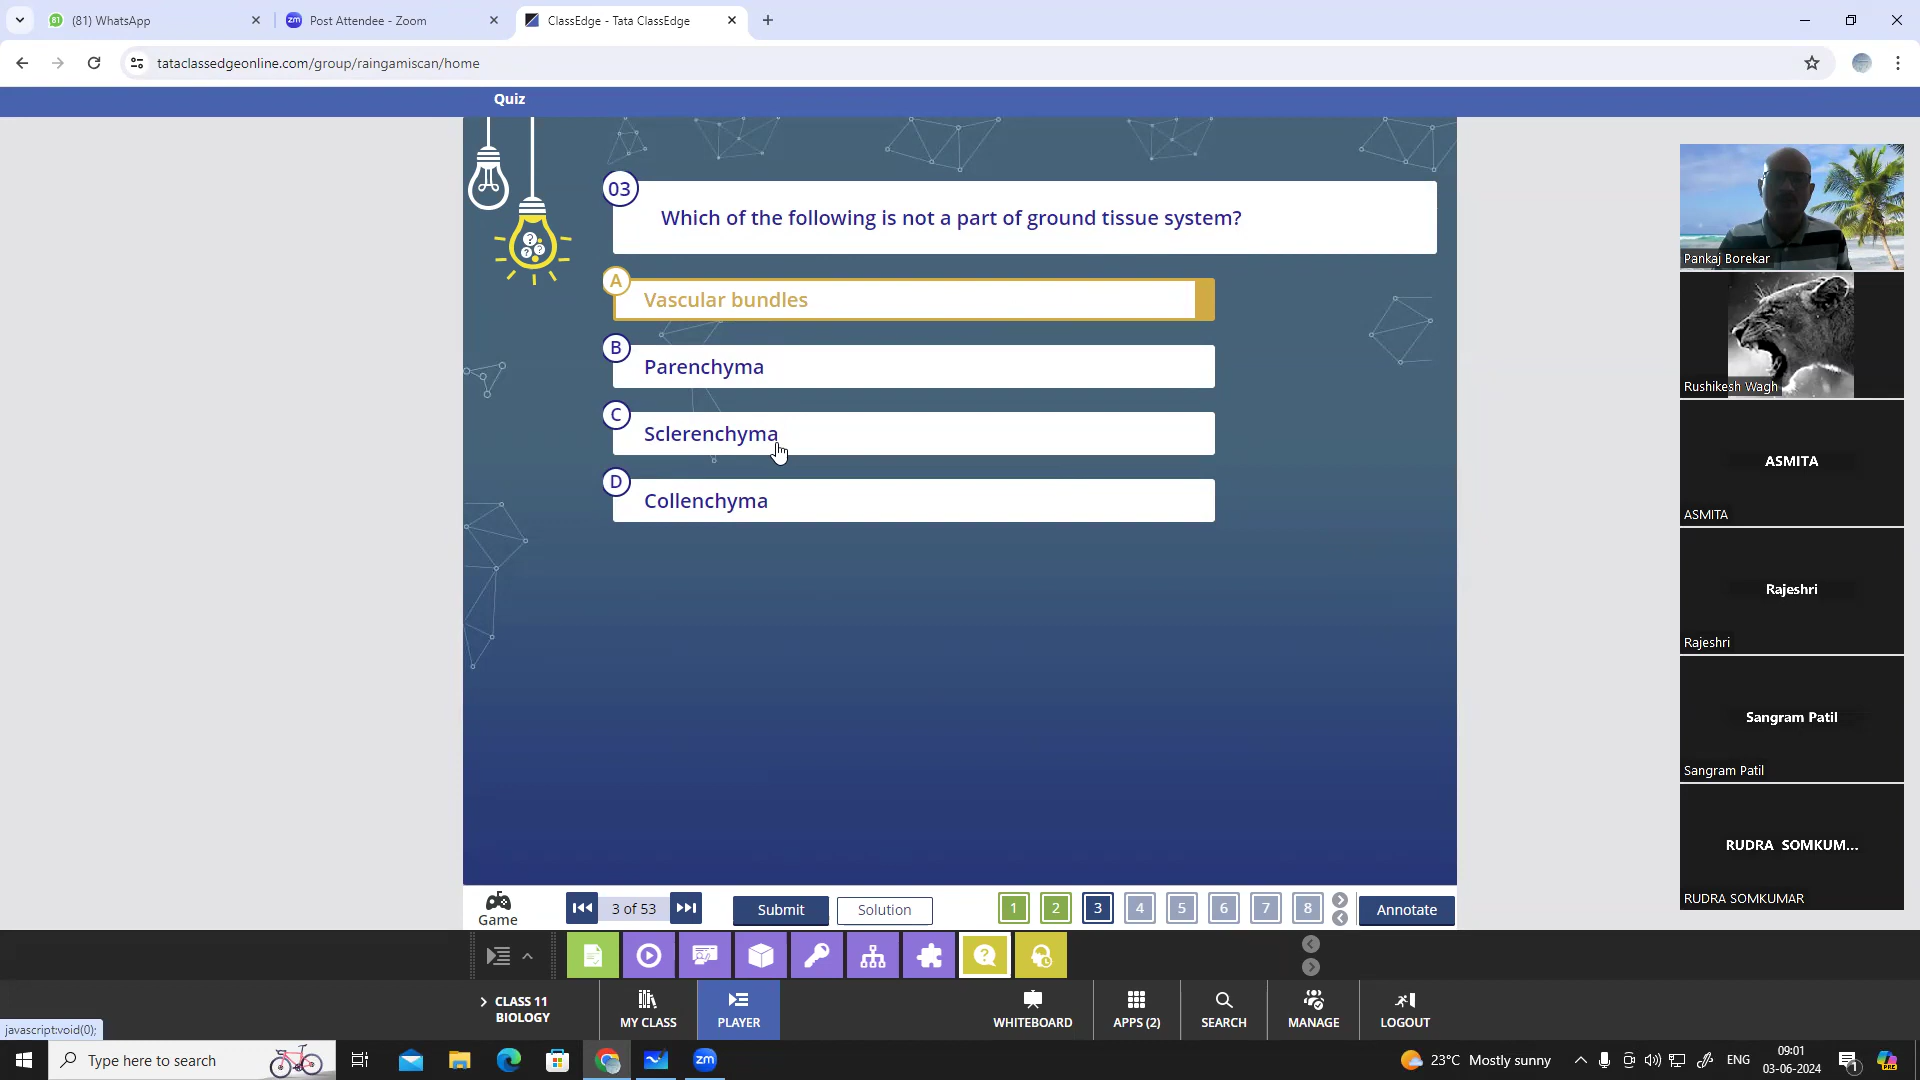 (81) WhatsApp
zm
Post Attendee - Zoom
ClassEdge - Tata ClassEdge
tataclassedgeonline.com/group/raingamiscan/home
Quiz
03
Which of the following is not a part of ground tissue system?
A
Vascular bundles
B
Parenchyma
C
Sclerenchyma
D
Collenchyma
Pankaj Borekar
Rushikesh Wagh
ASMITA
ASMITA
Rajeshri
Rajeshri
Sangram Patil
Sangram Patil
RUDRA SOMKUM...
RUDRA SOMKUMAR
Game
3 of 53
Submit
Solution
1
2
3
4
5
6
7
8
Annotate
CLASS 11
BIOLOGY
MY CLASS
PLAYER
WHITEBOARD
APPS (2)
SEARCH
MANAGE
LOGOUT
javascript:void(0);
Type here to search
zm
23°C Mostly sunny
ENG
09:01
03-06-2024
1
PRE